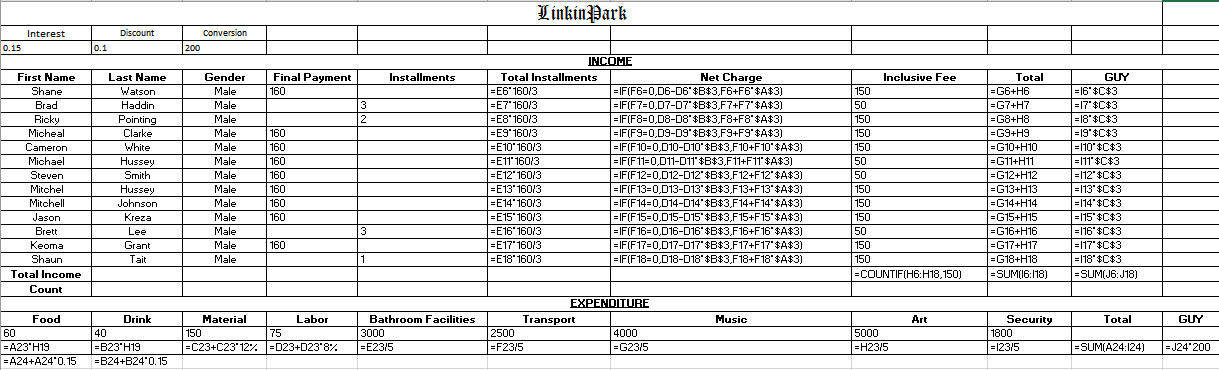 LinkinPark
Interest Discount Conversion
0.15 0.1 200
INCOME
First Name Last Name Gender Final Payment Installments Total Installments Net Charge Inclusive Fee Total GUY
Shane Watson Male 160 =E6*160/3 =IF(F6=0,D6-D6*$B$3,F6+F6*$A$3) 150 =G6+H6 =I6*$C$3
Brad Haddin Male 3 =E7*160/3 =IF(F7=0,D7-D7*$B$3,F7+F7*$A$3) 50 =G7+H7 =I7*$C$3
Ricky Pointing Male 2 =E8*160/3 =IF(F8=0,D8-D8*$B$3,F8+F8*$A$3) 150 =G8+H8 =I8*$C$3
Micheal Clarke Male 160 =E9*160/3 =IF(F9=0,D9-D9*$B$3,F9+F9*$A$3) 150 =G9+H9 =I9*$C$3
Cameron White Male 160 =E10*160/3 =IF(F10=0,D10-D10*$B$3,F10+F10*$A$3) 150 =G10+H10 =I10*$C$3
Michael Hussey Male 160 =E11*160/3 =IF(F11=0,D11-D11*$B$3,F11+F11*$A$3) 50 =G11+H11 =I11*$C$3
Steven Smith Male 160 =E12*160/3 =IF(F12=0,D12-D12*$B$3,F12+F12*$A$3) 50 =G12+H12 =I12*$C$3
Mitchel Hussey Male 160 =E13*160/3 =IF(F13=0,D13-D13*$B$3,F13+F13*$A$3) 150 =G13+H13 =I13*$C$3
Mitchell Johnson Male 160 =E14*160/3 =IF(F14=0,D14-D14*$B$3,F14+F14*$A$3) 150 =G14+H14 =I14*$C$3
Jason Kreza Male 160 =E15*160/3 =IF(F15=0,D15-D15*$B$3,F15+F15*$A$3) 150 =G15+H15 =I15*$C$3
Brett Lee Male 3 =E16*160/3 =IF(F16=0,D16-D16*$B$3,F16+F16*$A$3) 50 =G16+H16 =I16*$C$3
Keoma Grant Male 160 =E17*160/3 =IF(F17=0,D17-D17*$B$3,F17+F17*$A$3) 150 =G17+H17 =I17*$C$3
Shaun Tait Male 1 =E18*160/3 =IF(F18=0,D18-D18*$B$3,F18+F18*$A$3) 150 =G18+H18 =I18*$C$3
Total Income =COUNTIF(H6:H18,150) =SUM(I6:I18) =SUM(J6:J18)
Count
EXPENDITURE
Food Drink Material Labor Bathroom Facilities Transport Music Art Security Total GUY
60 40 150 75 3000 2500 4000 5000 1800
=A23*H19 =B23*H19 =C23+C23*12% =D23+D23*8% =E23/5 =F23/5 =G23/5 =H23/5 =I23/5 =SUM(A24:I24) =J24*200
=A24+A24*0.15 =B24+B24*0.15